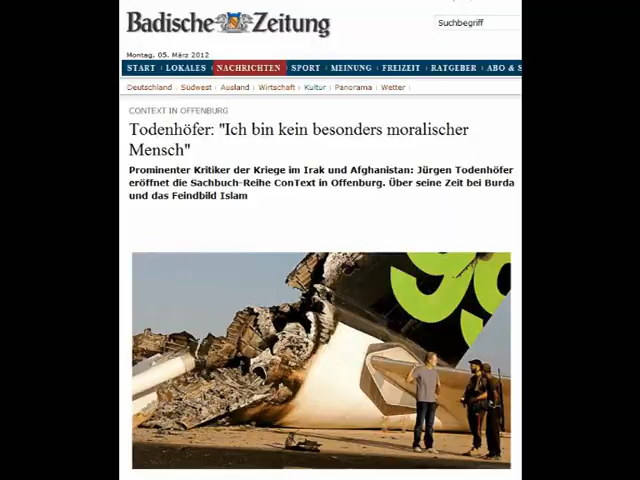 Badische Zeitung
Suchbegriff
Montag, 05. März 2012
START LOKALES NACHRICHTEN SPORT MEINUNG FREIZEIT RATGEBER ABO & S
Deutschland Südwest Ausland Wirtschaft Kultur Panorama Wetter
CONTEXT IN OFFENBURG
Todenhöfer: "Ich bin kein besonders moralischer
Mensch"
Prominenter Kritiker der Kriege im Irak und Afghanistan: Jürgen Todenhöfer
eröffnet die Sachbuch-Reihe ConText in Offenburg. Über seine Zeit bei Burda
und das Feindbild Islam